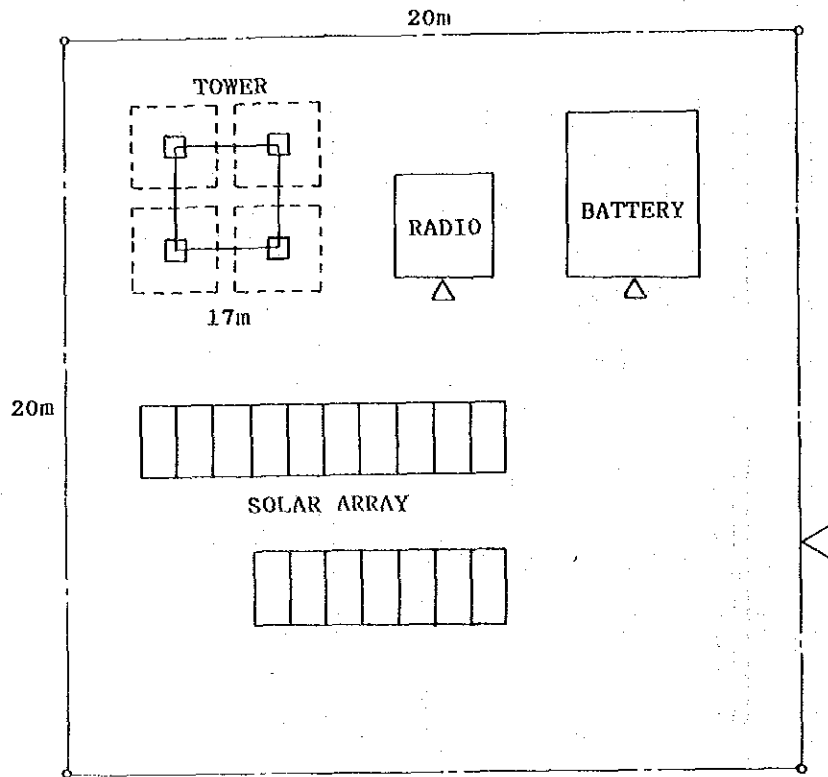 20m
TOWER
RADIO
BATTERY
17m
20m
SOLAR ARRAY